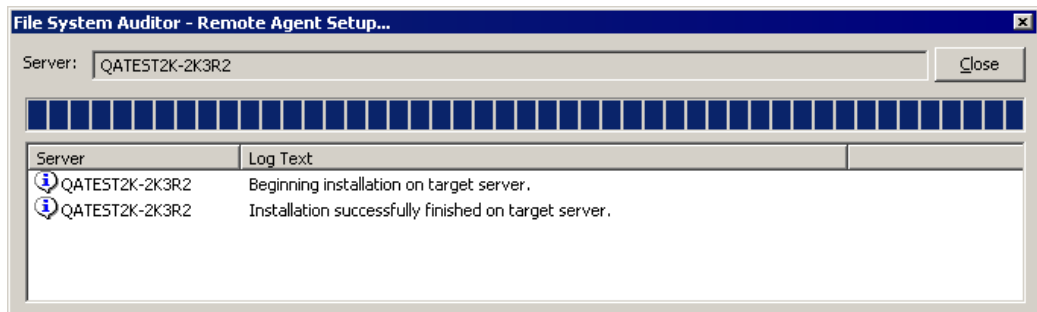 File System Auditor - Remote Agent Setup...
Server: QATEST2K-2K3R2 Close
Server Log Text
QATEST2K-2K3R2 Beginning installation on target server.
QATEST2K-2K3R2 Installation successfully finished on target server.